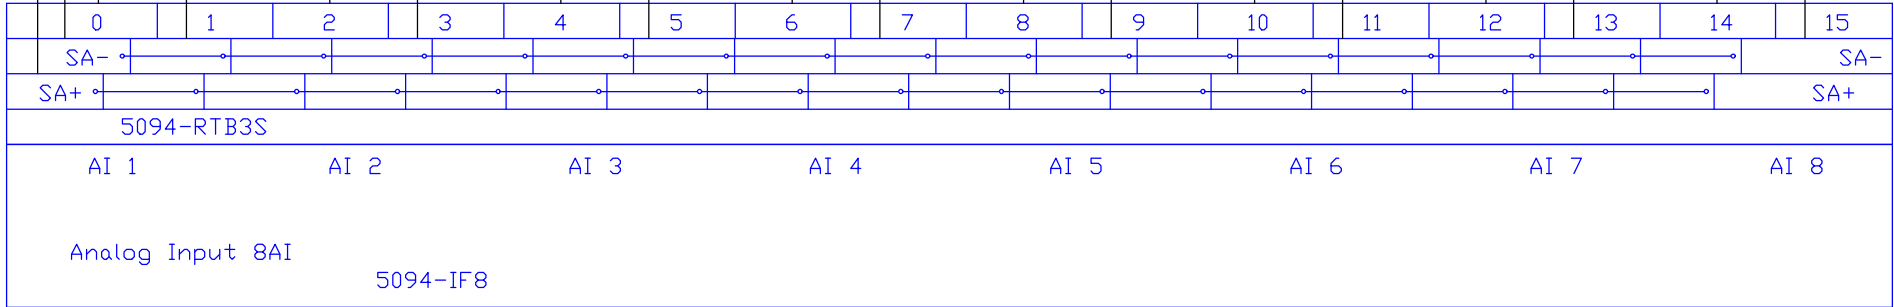 0 1 2 3 4 5 6 7 8 9 10 11 12 13 14 15
SA- SA-
SA+ SA+
5094-RTB3S
AI 1 AI 2 AI 3 AI 4 AI 5 AI 6 AI 7 AI 8
Analog Input 8AI
5094-IF8